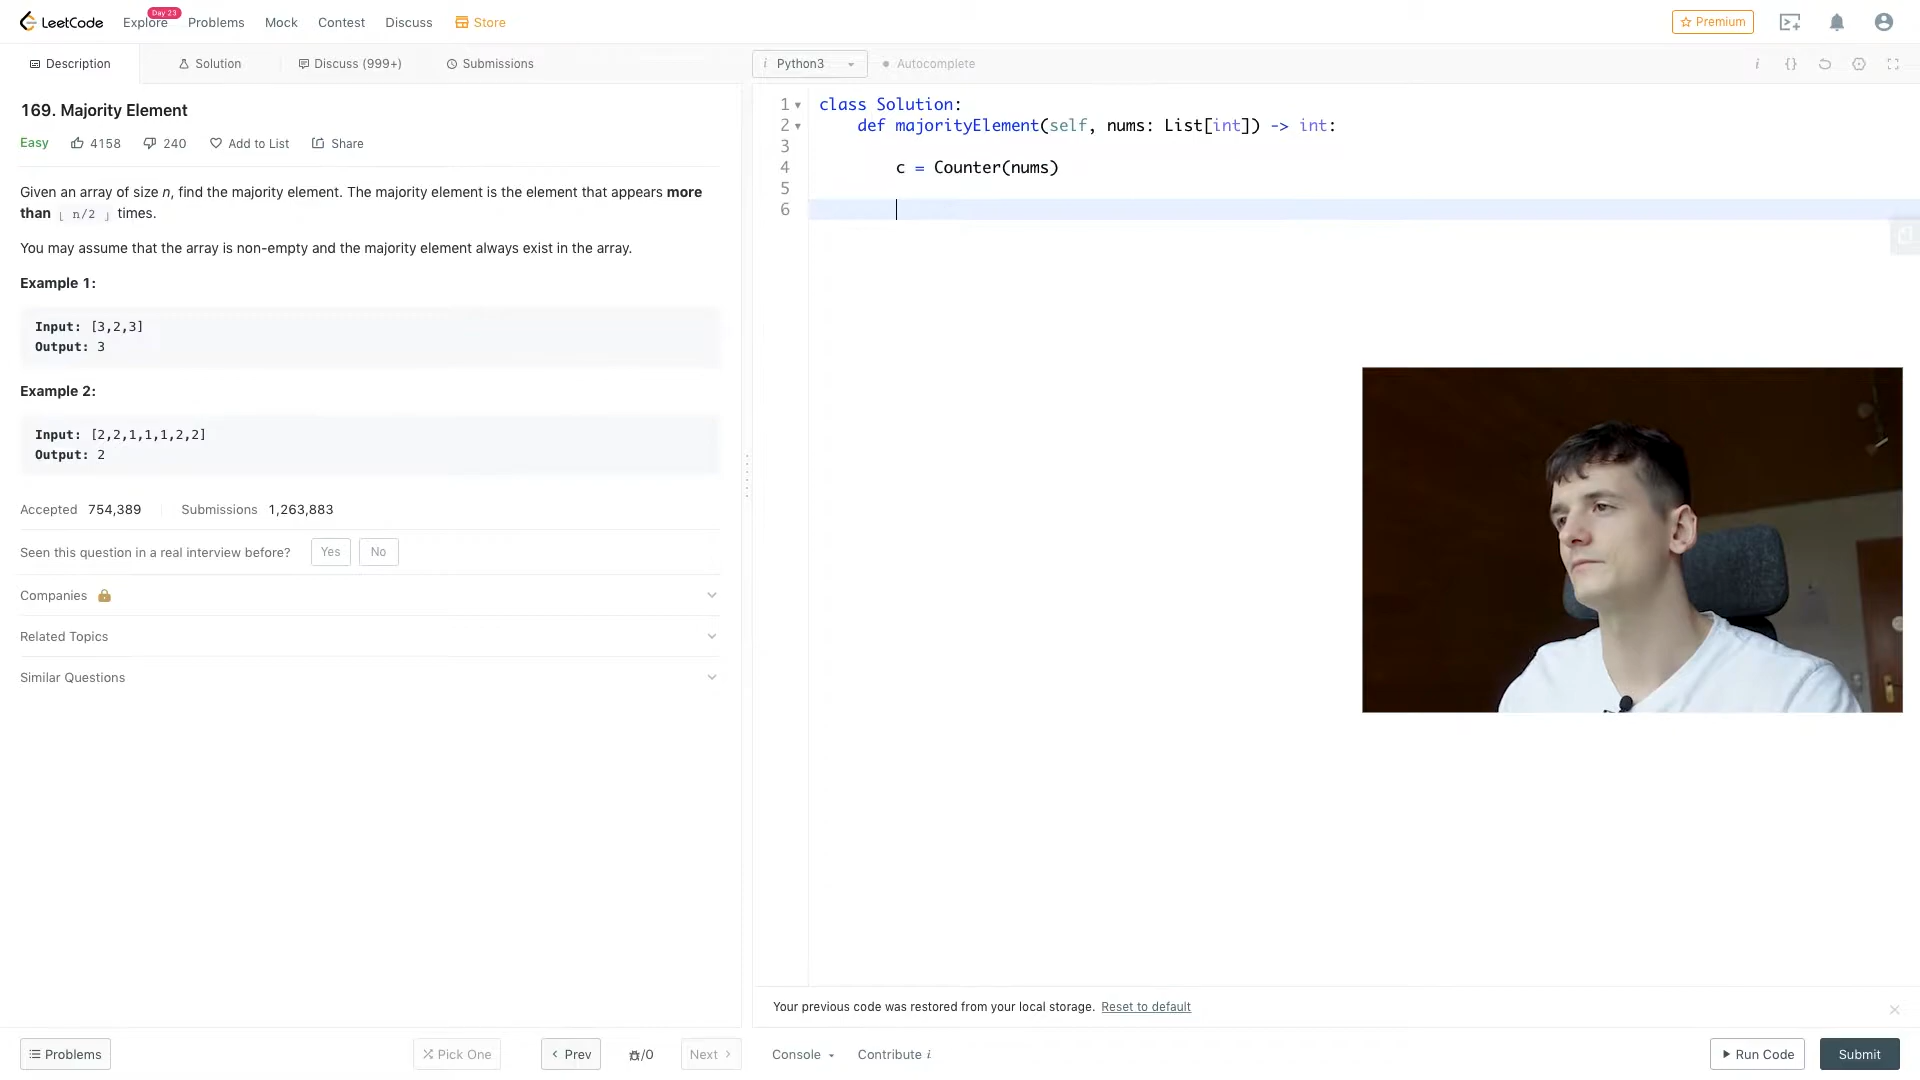 LeetCode
Explore
Day 23
Problems
Mock
Contest
Discuss
Store
Premium
Description
Solution
Discuss (999+)
Submissions
i Python3
Autocomplete
i
{}
169. Majority Element
Easy
4158
240
Add to List
Share
Given an array of size n, find the majority element. The majority element is the element that appears more
than ⌊ n/2 ⌋ times.
You may assume that the array is non-empty and the majority element always exist in the array.
Example 1:
Input: [3,2,3]
Output: 3
Example 2:
Input: [2,2,1,1,1,2,2]
Output: 2
Accepted 754,389
Submissions 1,263,883
Seen this question in a real interview before?
Yes
No
Companies
Related Topics
Similar Questions
1 class Solution:
2 def majorityElement(self, nums: List[int]) -> int:
3
4 c = Counter(nums)
5
6
Your previous code was restored from your local storage. Reset to default
Problems
Pick One
Prev
/0
Next
Console
Contribute i
Run Code
Submit